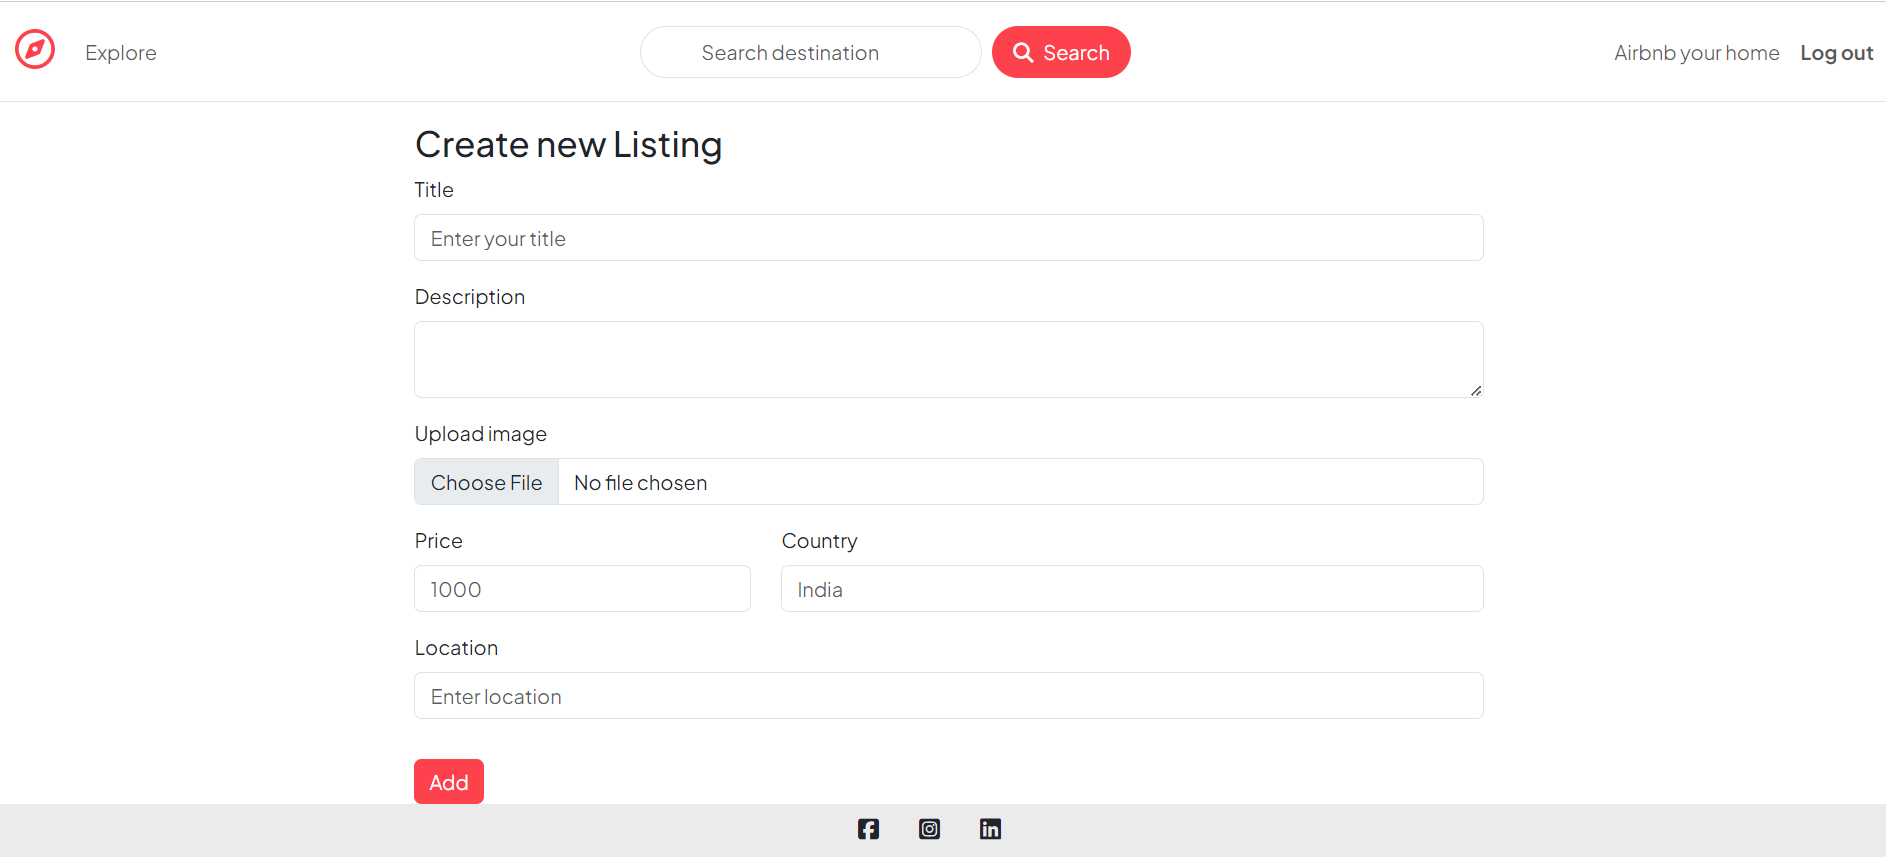 Explore
Search destination
Search
Airbnb your home
Log out
Create new Listing
Title
Enter your title
Description
Upload image
Choose File No file chosen
Price Country
1000 India
Location
Enter location
Add